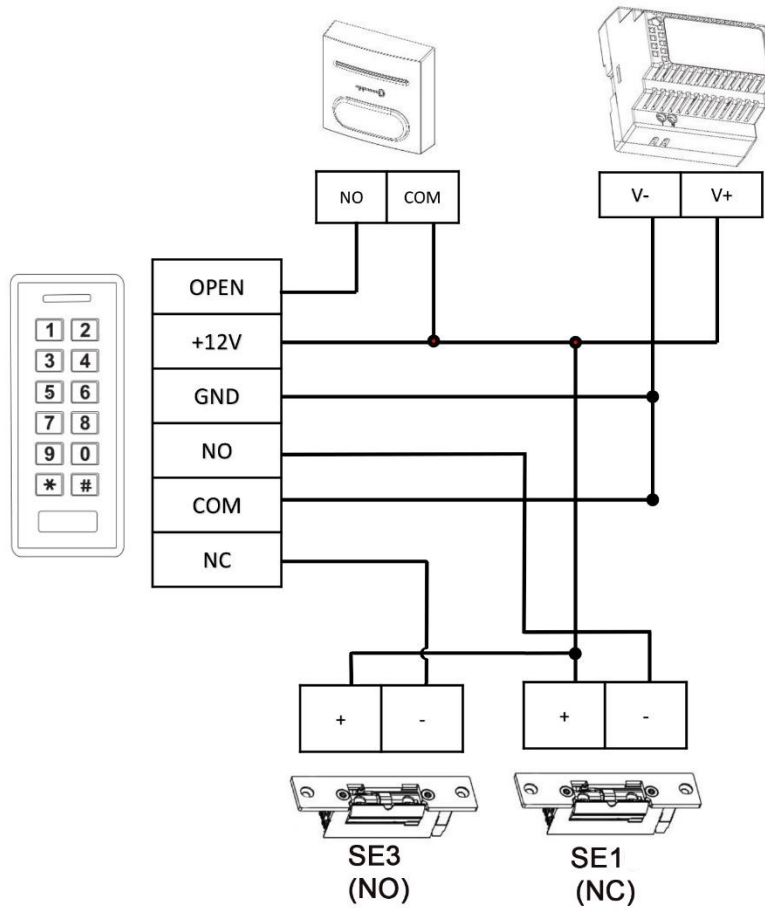 NO COM
V- V+
OPEN
+12V
GND
NO
COM
NC
1 2
3 4
5 6
7 8
9 0
* #
+ -
+ -
SE3
(NO)
SE1
(NC)